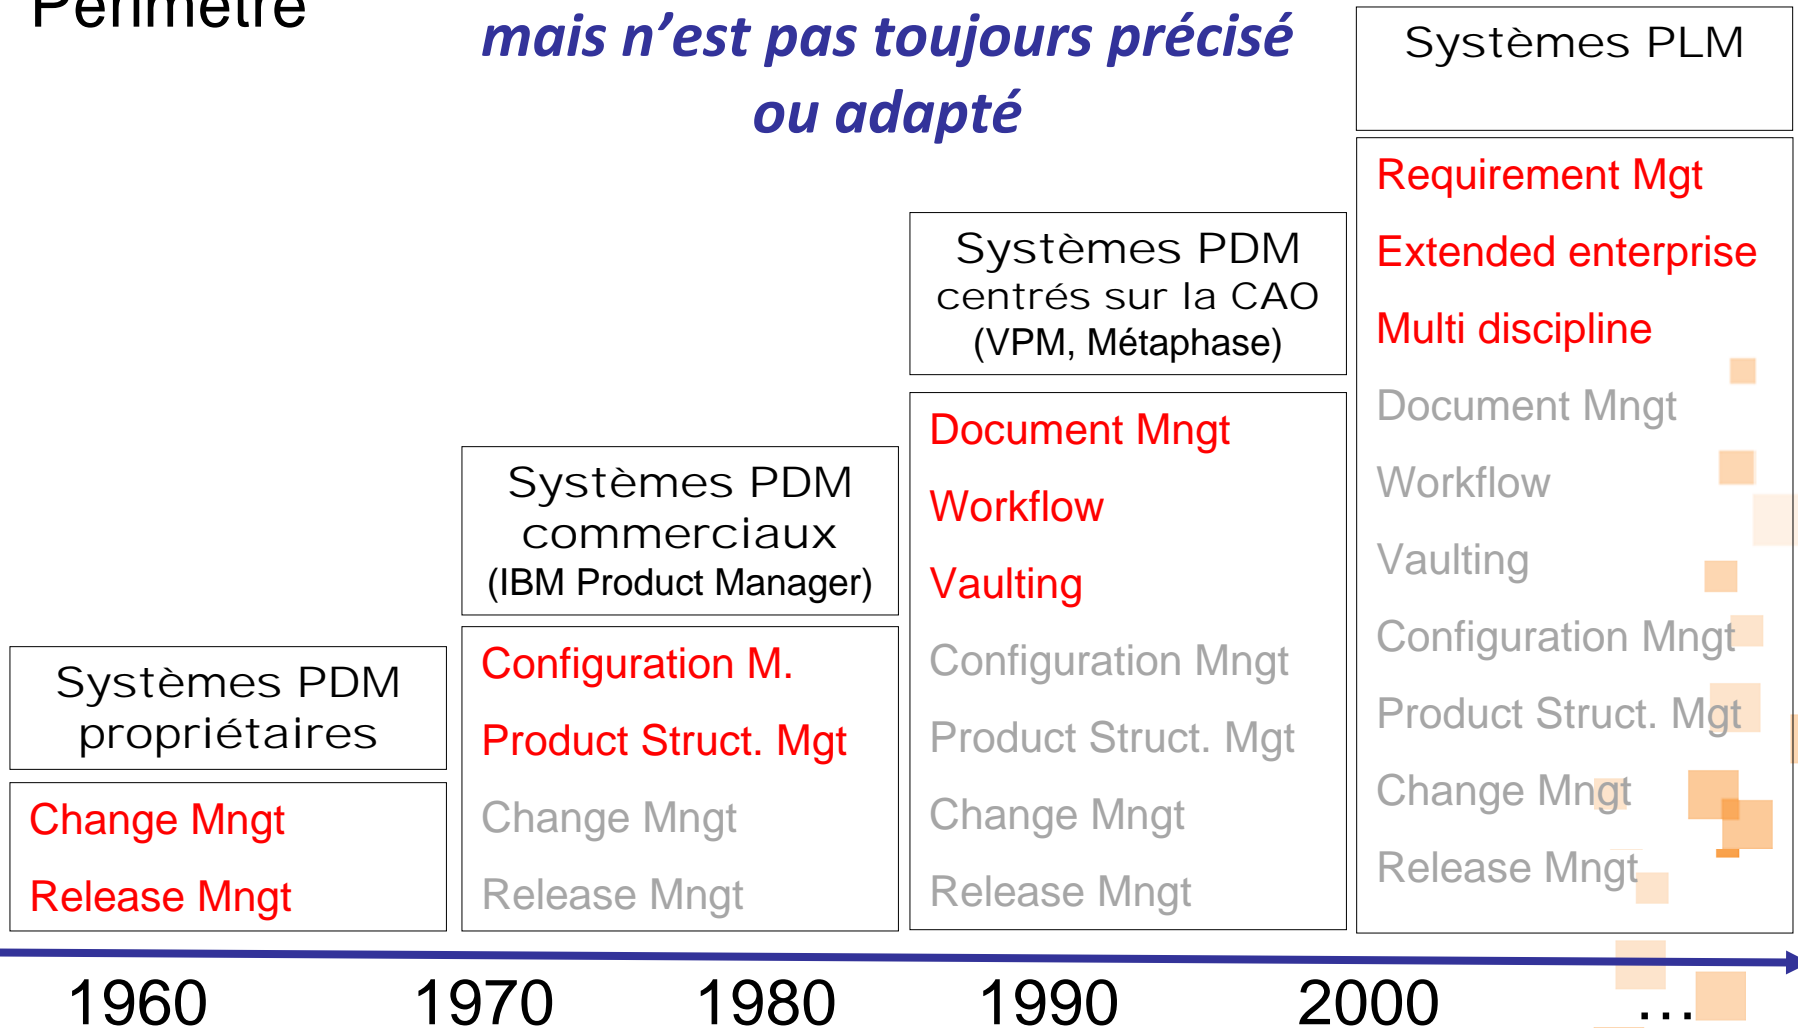 Périmètre
mais n'est pas toujours précisé
ou adapté
Systèmes PLM
Requirement Mgt
Extended enterprise
Multi discipline
Document Mngt
Workflow
Vaulting
Configuration Mngt
Product Struct. Mgt
Change Mngt
Release Mngt
Systèmes PDM
centrés sur la CAO
(VPM, Métaphase)
Document Mngt
Workflow
Vaulting
Configuration Mngt
Product Struct. Mgt
Change Mngt
Release Mngt
Systèmes PDM
commerciaux
(IBM Product Manager)
Configuration M.
Product Struct. Mgt
Change Mngt
Release Mngt
Systèmes PDM
propriétaires
Change Mngt
Release Mngt
1960 1970 1980 1990 2000 ...